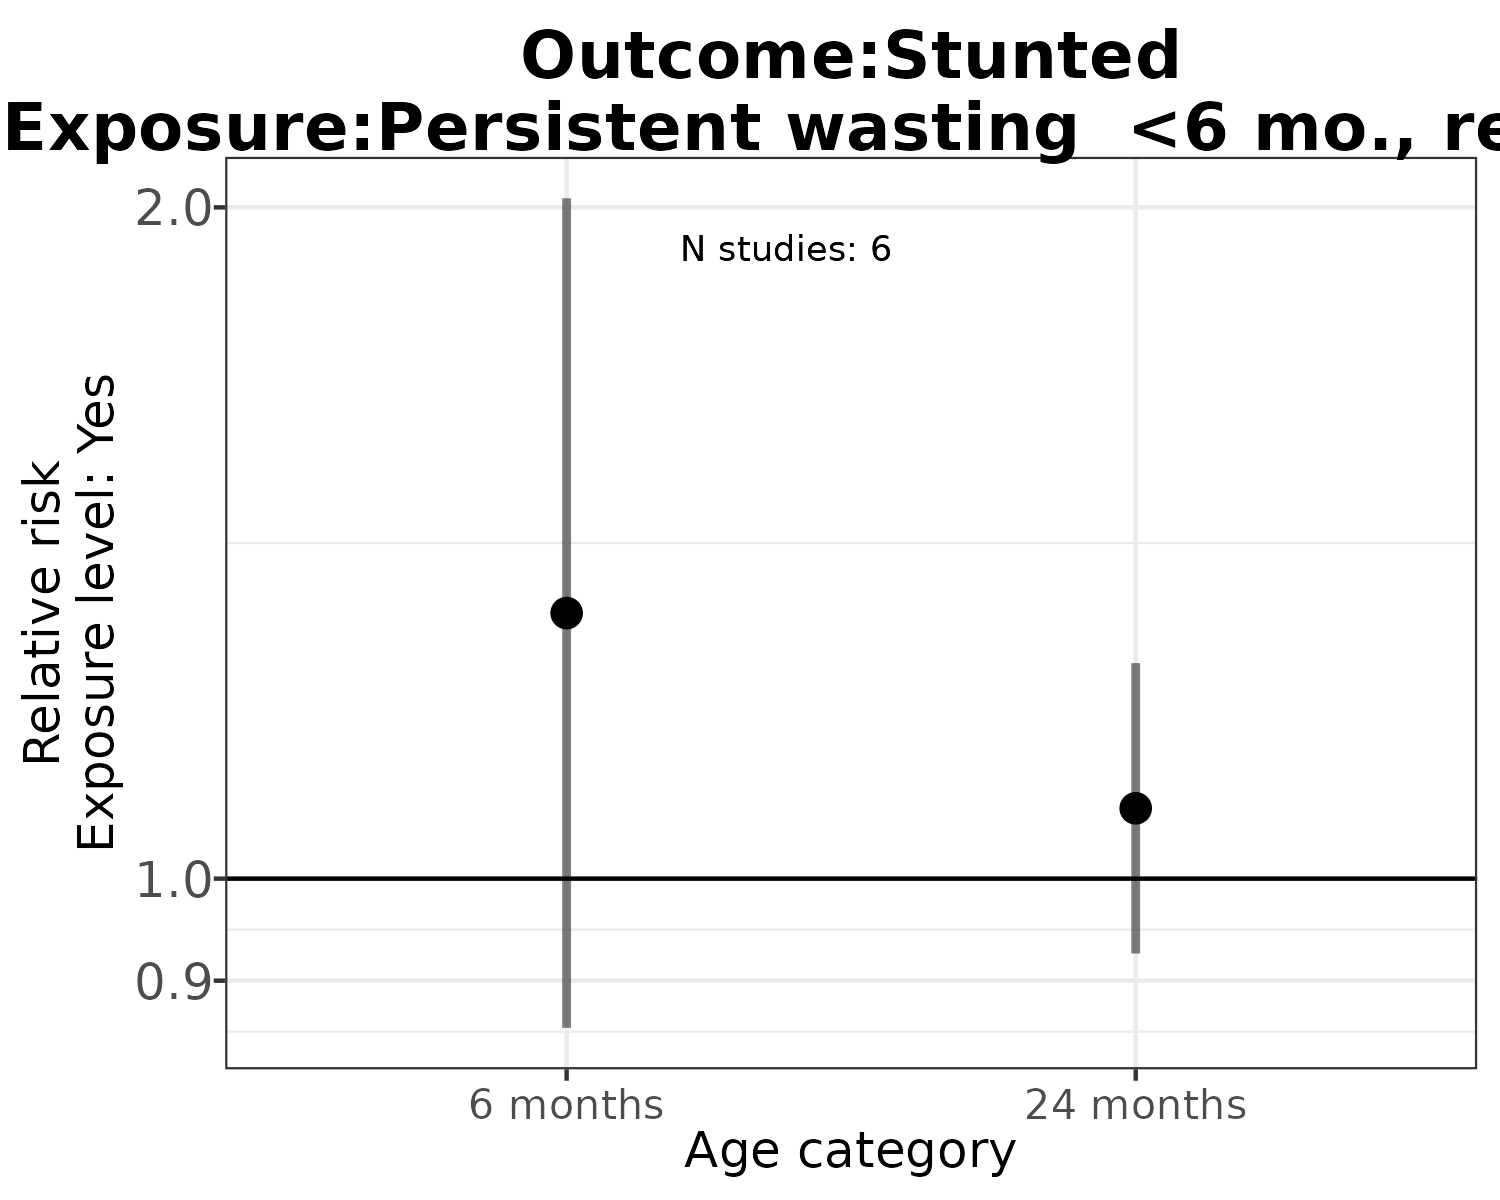 Outcome:Stunted
Exposure:Persistent wasting  <6 mo., re
2.0
N studies: 6
Relative risk
Exposure level: Yes
1.0
0.9
6 months
24 months
Age category